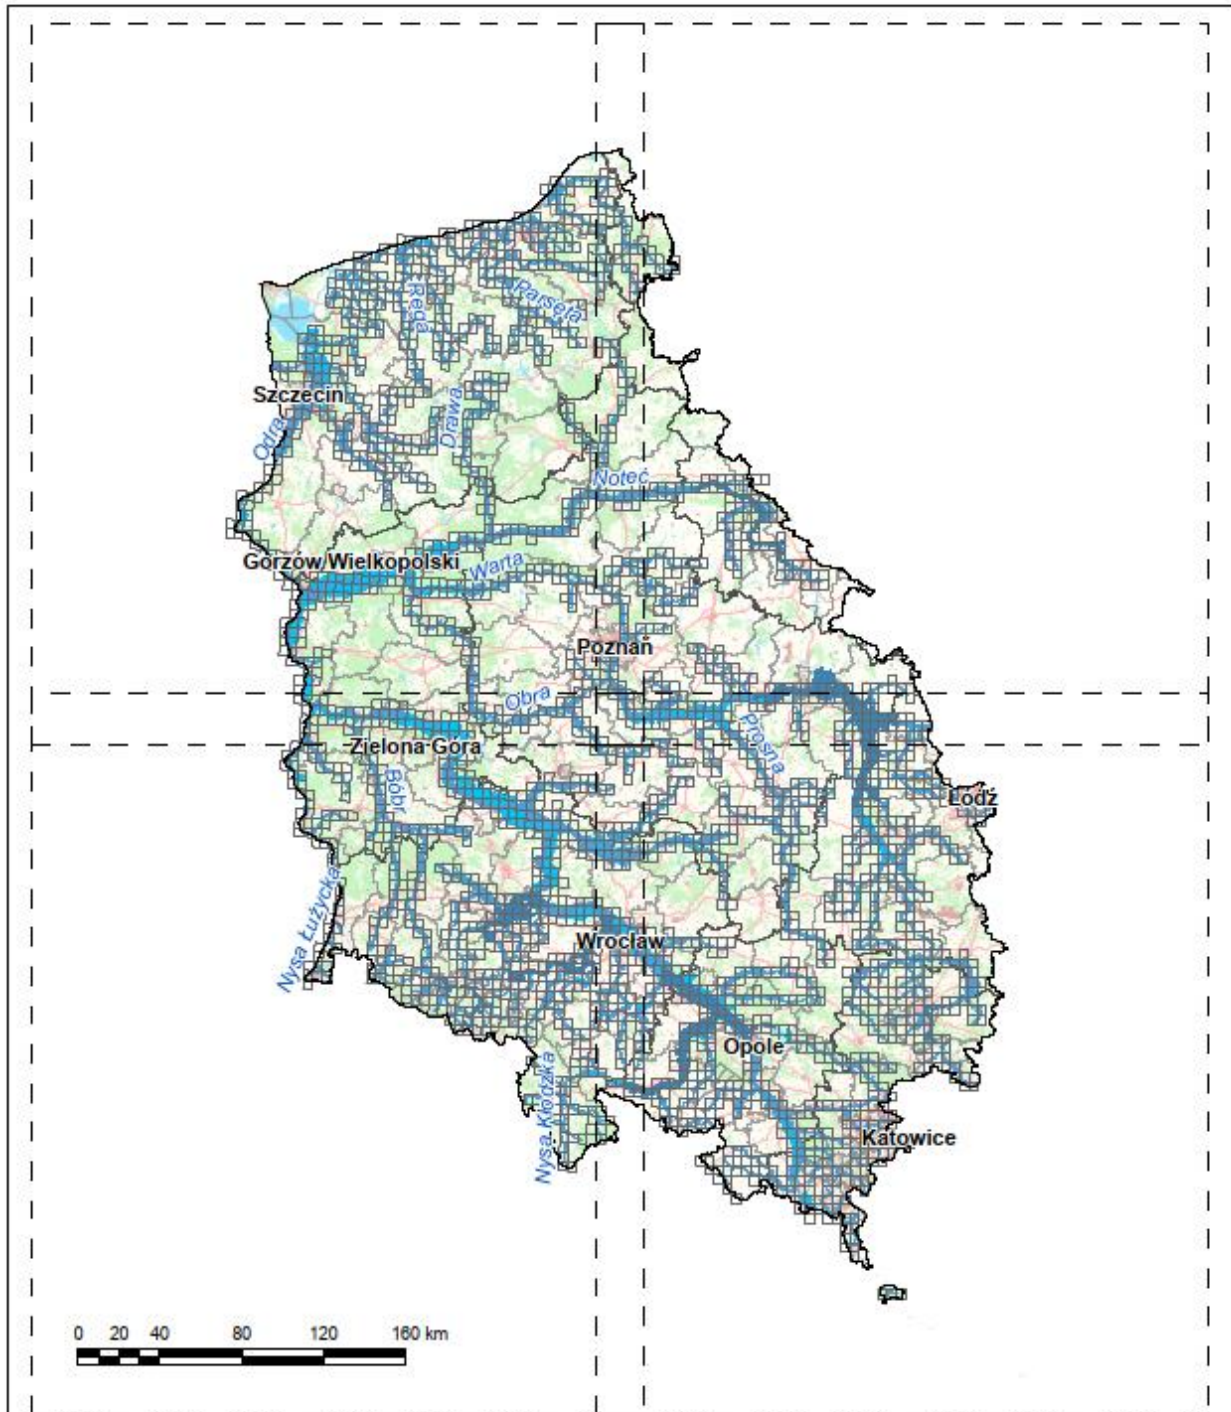 Rega
Parsęta
Szczecin
Odra
Drawa
Noteć
Gorzów Wielkopolski
Warta
Poznań
Obra
Prosna
Zielona Góra
Bóbr
Łódź
Nysa Łużycka
Wrocław
Opole
Nysa Kłodzka
Katowice
0 20 40 80 120 160 km